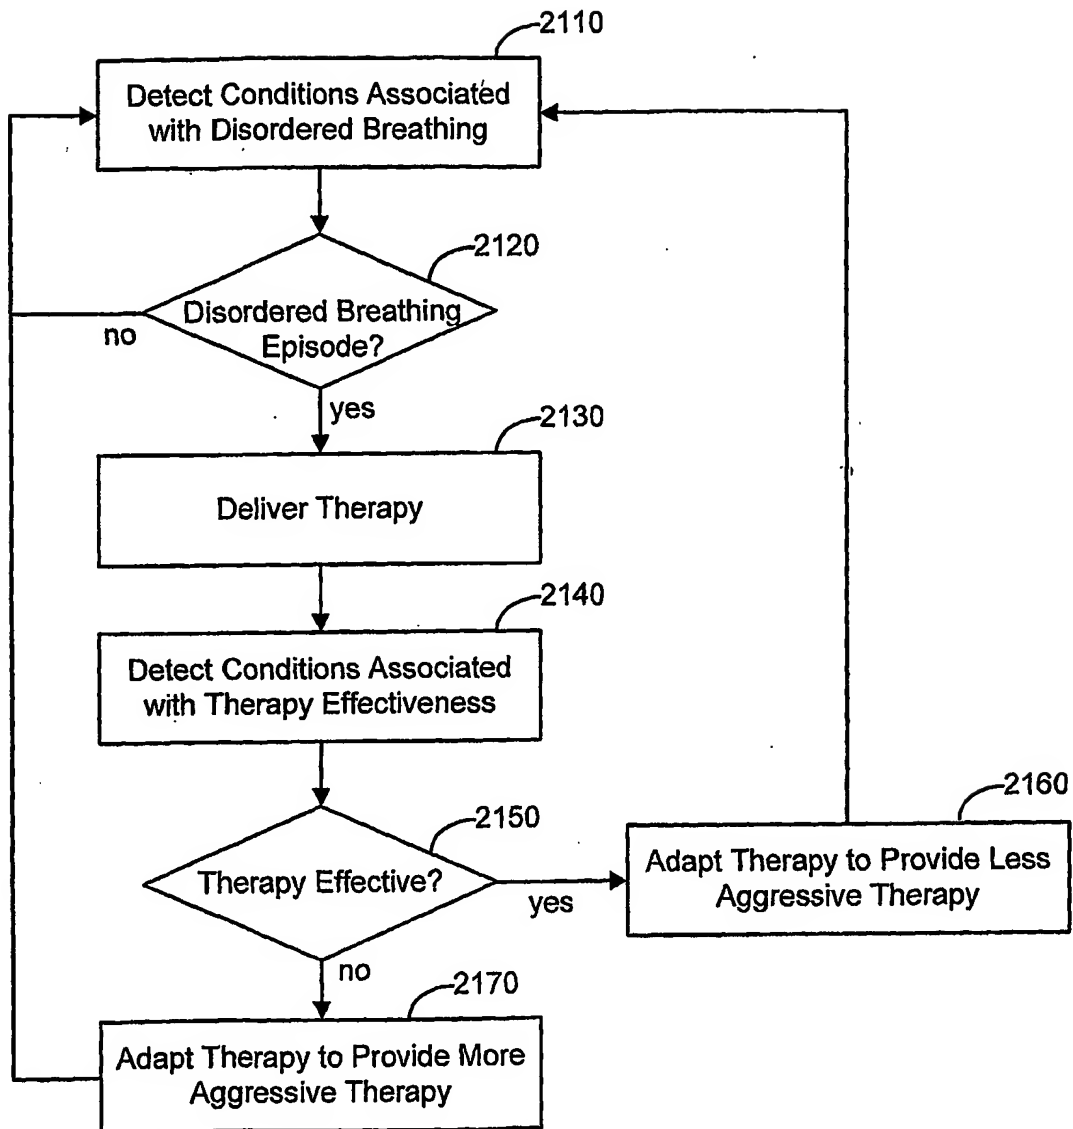 2110
Detect Conditions Associated
with Disordered Breathing
2120
Disordered Breathing
Episode?
no
yes
2130
Deliver Therapy
2140
Detect Conditions Associated
with Therapy Effectiveness
2150
Therapy Effective?
yes
2160
Adapt Therapy to Provide Less
Aggressive Therapy
no
2170
Adapt Therapy to Provide More
Aggressive Therapy